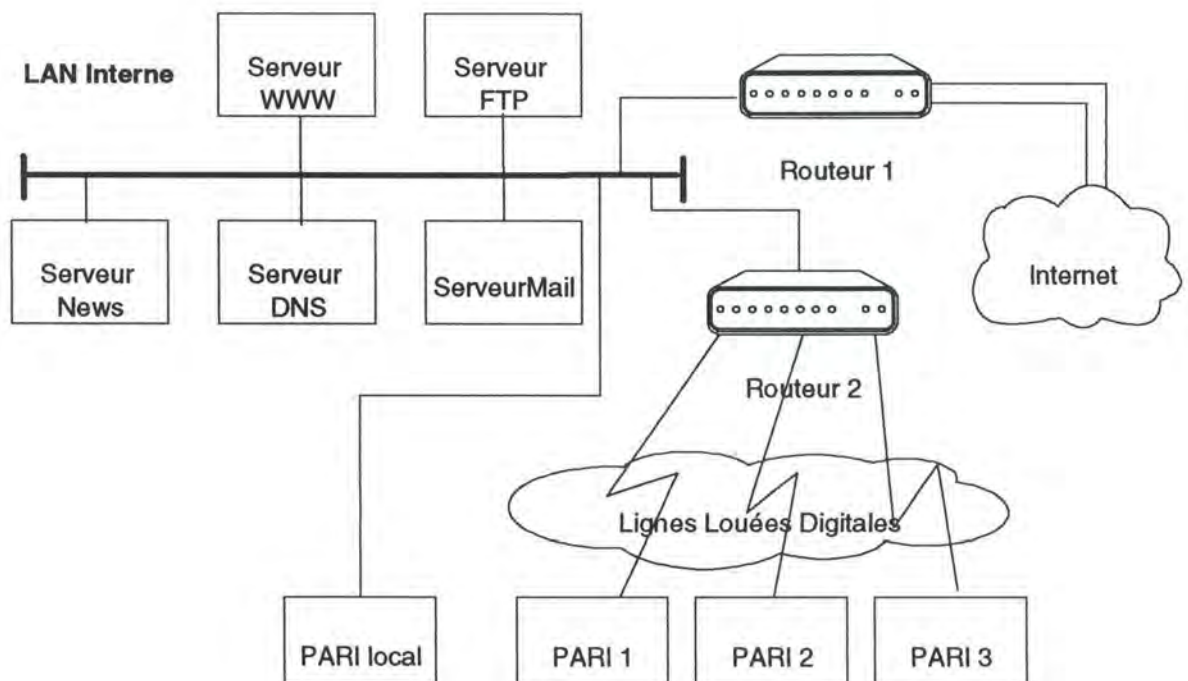 LAN Interne
Serveur
WWW
Serveur
FTP
Routeur 1
Serveur
News
Serveur
DNS
ServeurMail
Internet
Routeur 2
Lignes Louées Digitales
PARI local
PARI 1
PARI 2
PARI 3